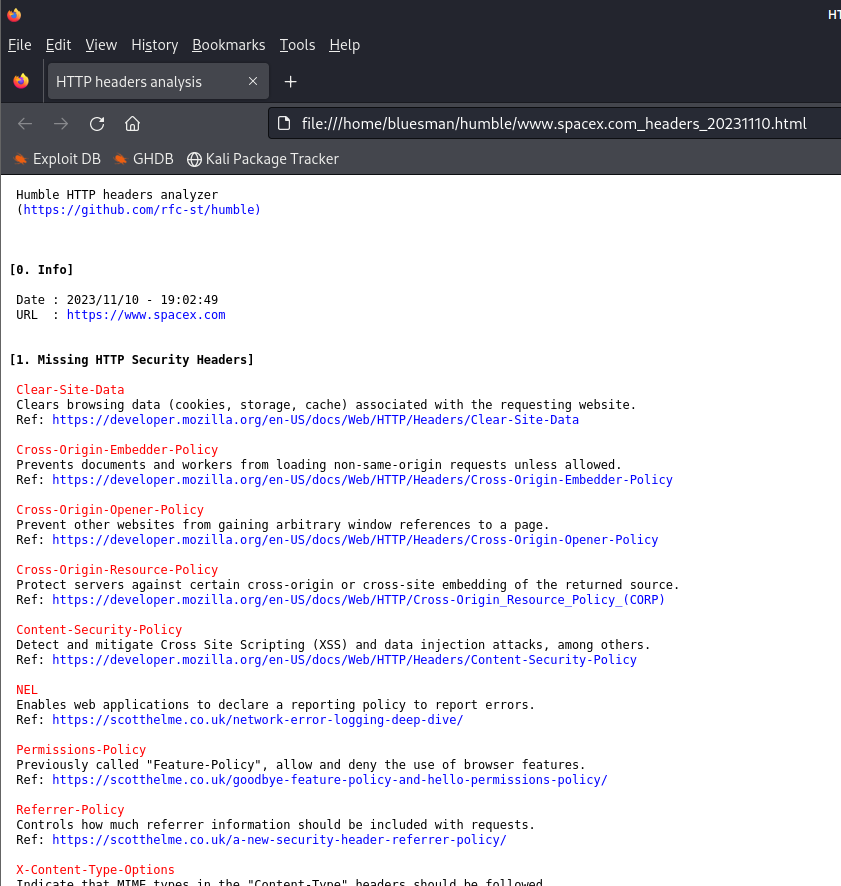 HT
File Edit View History Bookmarks Tools Help
HTTP headers analysis
file:///home/bluesman/humble/www.spacex.com_headers_20231110.html
Exploit DB GHDB Kali Package Tracker
Humble HTTP headers analyzer
(https://github.com/rfc-st/humble)
[0. Info]
Date : 2023/11/10 - 19:02:49
URL : https://www.spacex.com
[1. Missing HTTP Security Headers]
Clear-Site-Data
Clears browsing data (cookies, storage, cache) associated with the requesting website.
Ref: https://developer.mozilla.org/en-US/docs/Web/HTTP/Headers/Clear-Site-Data
Cross-Origin-Embedder-Policy
Prevents documents and workers from loading non-same-origin requests unless allowed.
Ref: https://developer.mozilla.org/en-US/docs/Web/HTTP/Headers/Cross-Origin-Embedder-Policy
Cross-Origin-Opener-Policy
Prevent other websites from gaining arbitrary window references to a page.
Ref: https://developer.mozilla.org/en-US/docs/Web/HTTP/Headers/Cross-Origin-Opener-Policy
Cross-Origin-Resource-Policy
Protect servers against certain cross-origin or cross-site embedding of the returned source.
Ref: https://developer.mozilla.org/en-US/docs/Web/HTTP/Cross-Origin_Resource_Policy_(CORP)
Content-Security-Policy
Detect and mitigate Cross Site Scripting (XSS) and data injection attacks, among others.
Ref: https://developer.mozilla.org/en-US/docs/Web/HTTP/Headers/Content-Security-Policy
NEL
Enables web applications to declare a reporting policy to report errors.
Ref: https://scotthelme.co.uk/network-error-logging-deep-dive/
Permissions-Policy
Previously called "Feature-Policy", allow and deny the use of browser features.
Ref: https://scotthelme.co.uk/goodbye-feature-policy-and-hello-permissions-policy/
Referrer-Policy
Controls how much referrer information should be included with requests.
Ref: https://scotthelme.co.uk/a-new-security-header-referrer-policy/
X-Content-Type-Options
Indicate that MIME types in the "Content-Type" headers should be followed